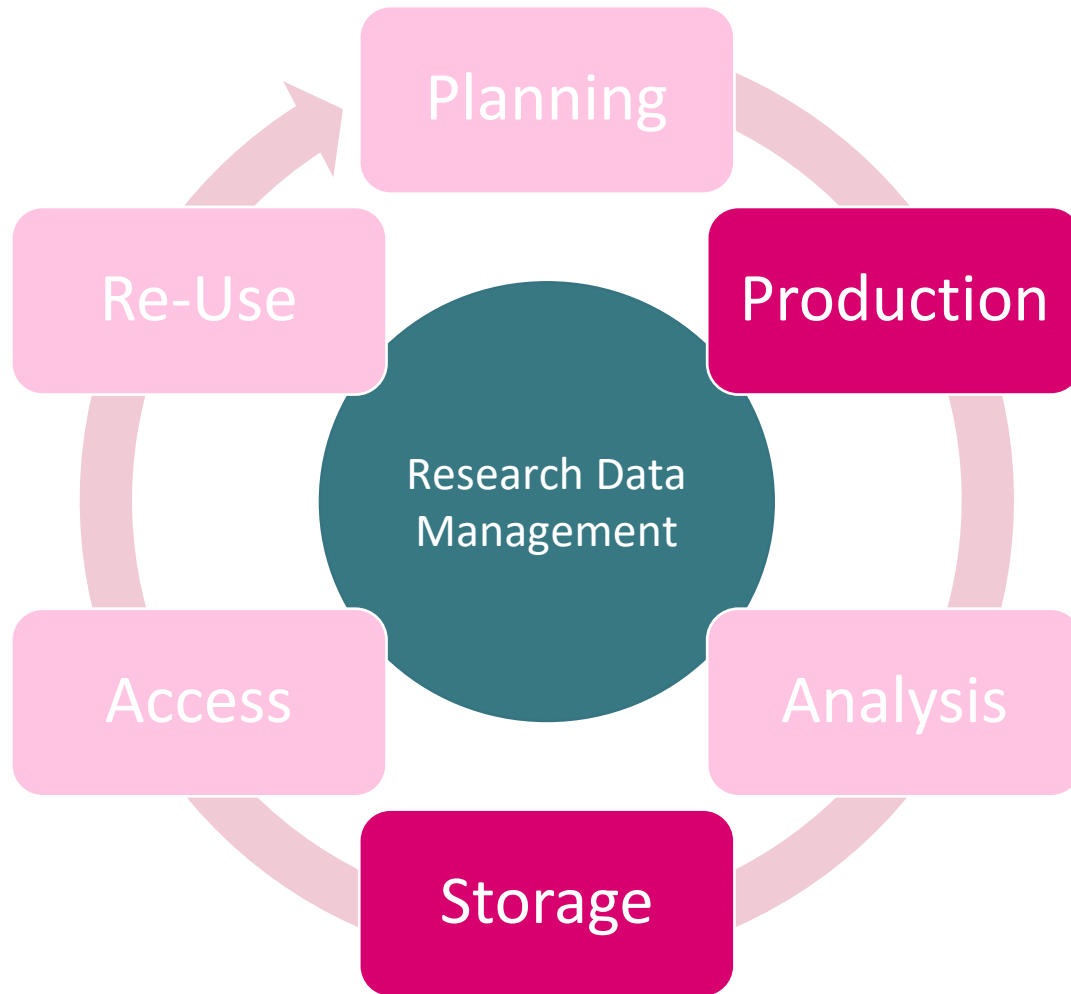 Planning
Re-Use
Production
Research Data
Management
Access
Analysis
Storage